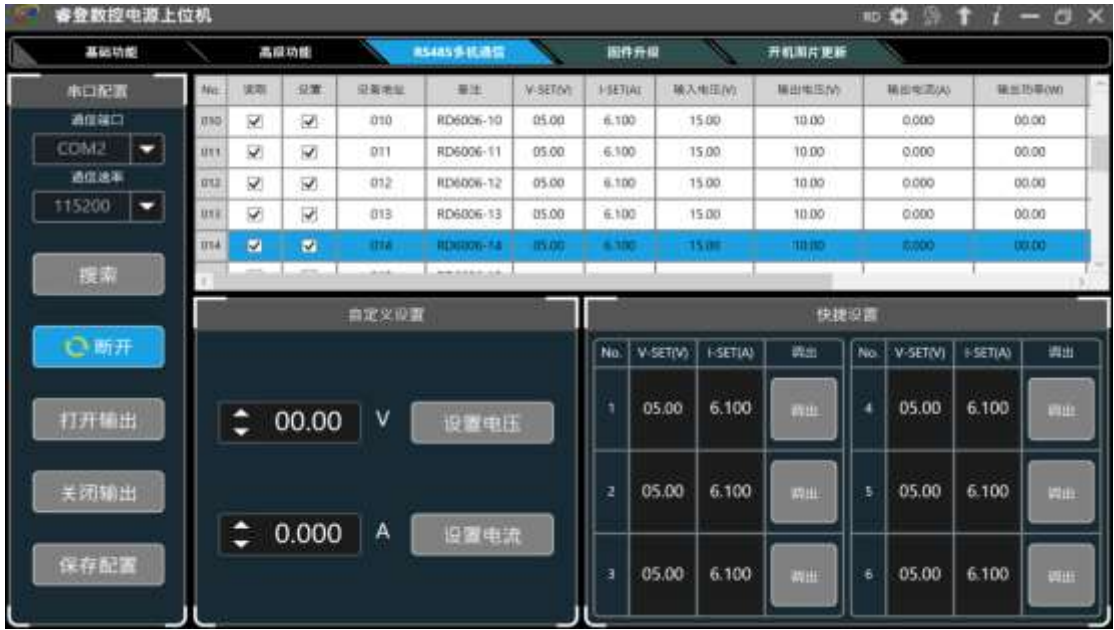 睿登数控电源上位机
RD
基础功能 高级功能 RS485多机通信 固件升级 开机图片更新
串口配置
通信端口
COM2
通信速率
115200
搜索
断开
打开输出
关闭输出
保存配置
No. 读取 设置 设备地址 备注 V-SET(V) I-SET(A) 输入电压(V) 输出电压(V) 输出电流(A) 输出功率(W)
010 010 RD6006-10 05.00 6.100 15.00 10.00 0.000 00.00
011 011 RD6006-11 05.00 6.100 15.00 10.00 0.000 00.00
012 012 RD6006-12 05.00 6.100 15.00 10.00 0.000 00.00
013 013 RD6006-13 05.00 6.100 15.00 10.00 0.000 00.00
014 014 RD6006-14 05.00 6.100 15.00 10.00 0.000 00.00
自定义设置
00.00 V 设置电压
0.000 A 设置电流
快捷设置
No. V-SET(V) I-SET(A) 调出 No. V-SET(V) I-SET(A) 调出
1 05.00 6.100 调出 4 05.00 6.100 调出
2 05.00 6.100 调出 5 05.00 6.100 调出
3 05.00 6.100 调出 6 05.00 6.100 调出